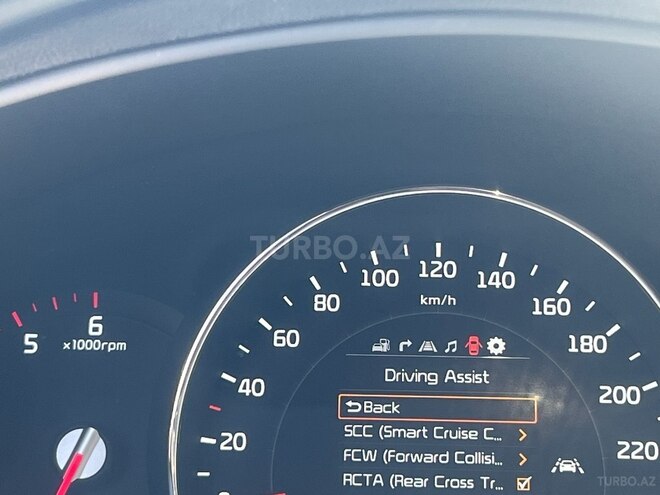 TURBO.AZ
100
120
140
80
km/h
160
5
6
x1000rpm
60
180
Driving Assist
40
200
Back
SCC (Smart Cruise C...
20
FCW (Forward Collisi...
220
RCTA (Rear Cross Tr...
TURBO.AZ